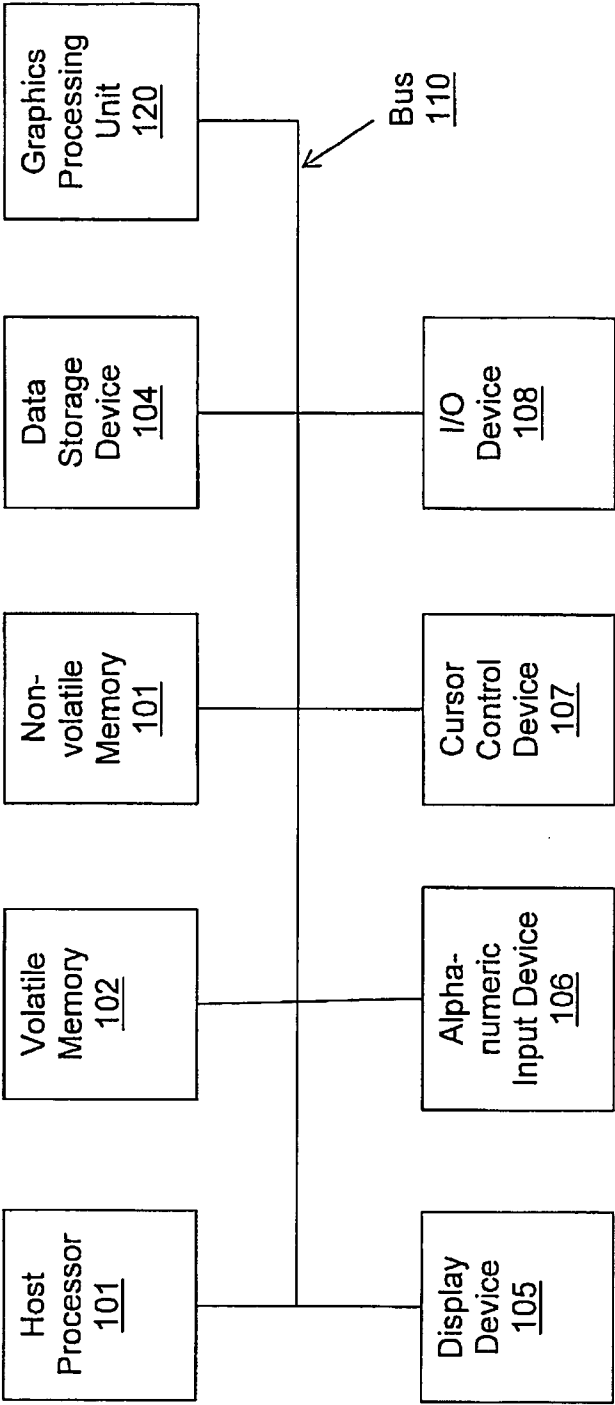 Host
Processor
101
Volatile
Memory
102
Non-
volatile
Memory
101
Data
Storage
Device
104
Graphics
Processing
Unit
120
Bus
110
Display
Device
105
Alpha-
numeric
Input Device
106
Cursor
Control
Device
107
I/O
Device
108